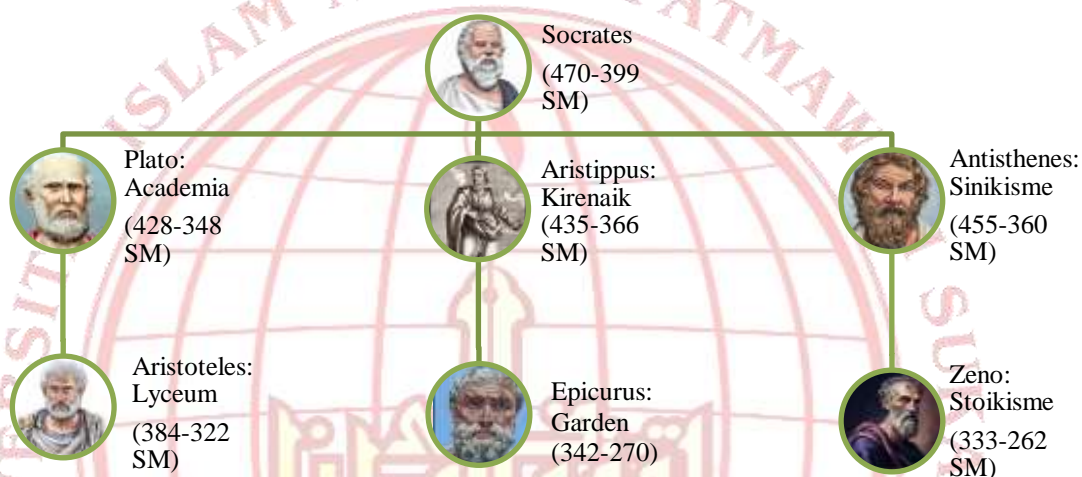 Socrates
(470-399
SM)
Plato:
Academia
(428-348
SM)
Aristippus:
Kirenaik
(435-366
SM)
Antisthenes:
Sinikisme
(455-360
SM)
Aristoteles:
Lyceum
(384-322
SM)
Epicurus:
Garden
(342-270)
Zeno:
Stoikisme
(333-262
SM)
ISLAM